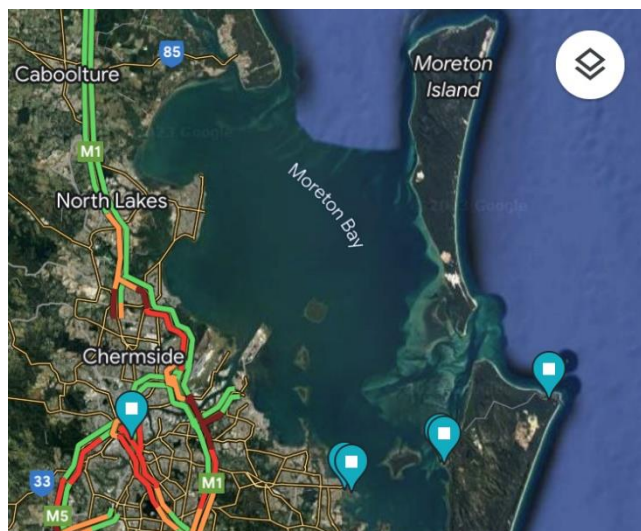 85
Moreton
Island
Caboolture
M1
North Lakes
Moreton Bay
Chermside
33
M5
M1